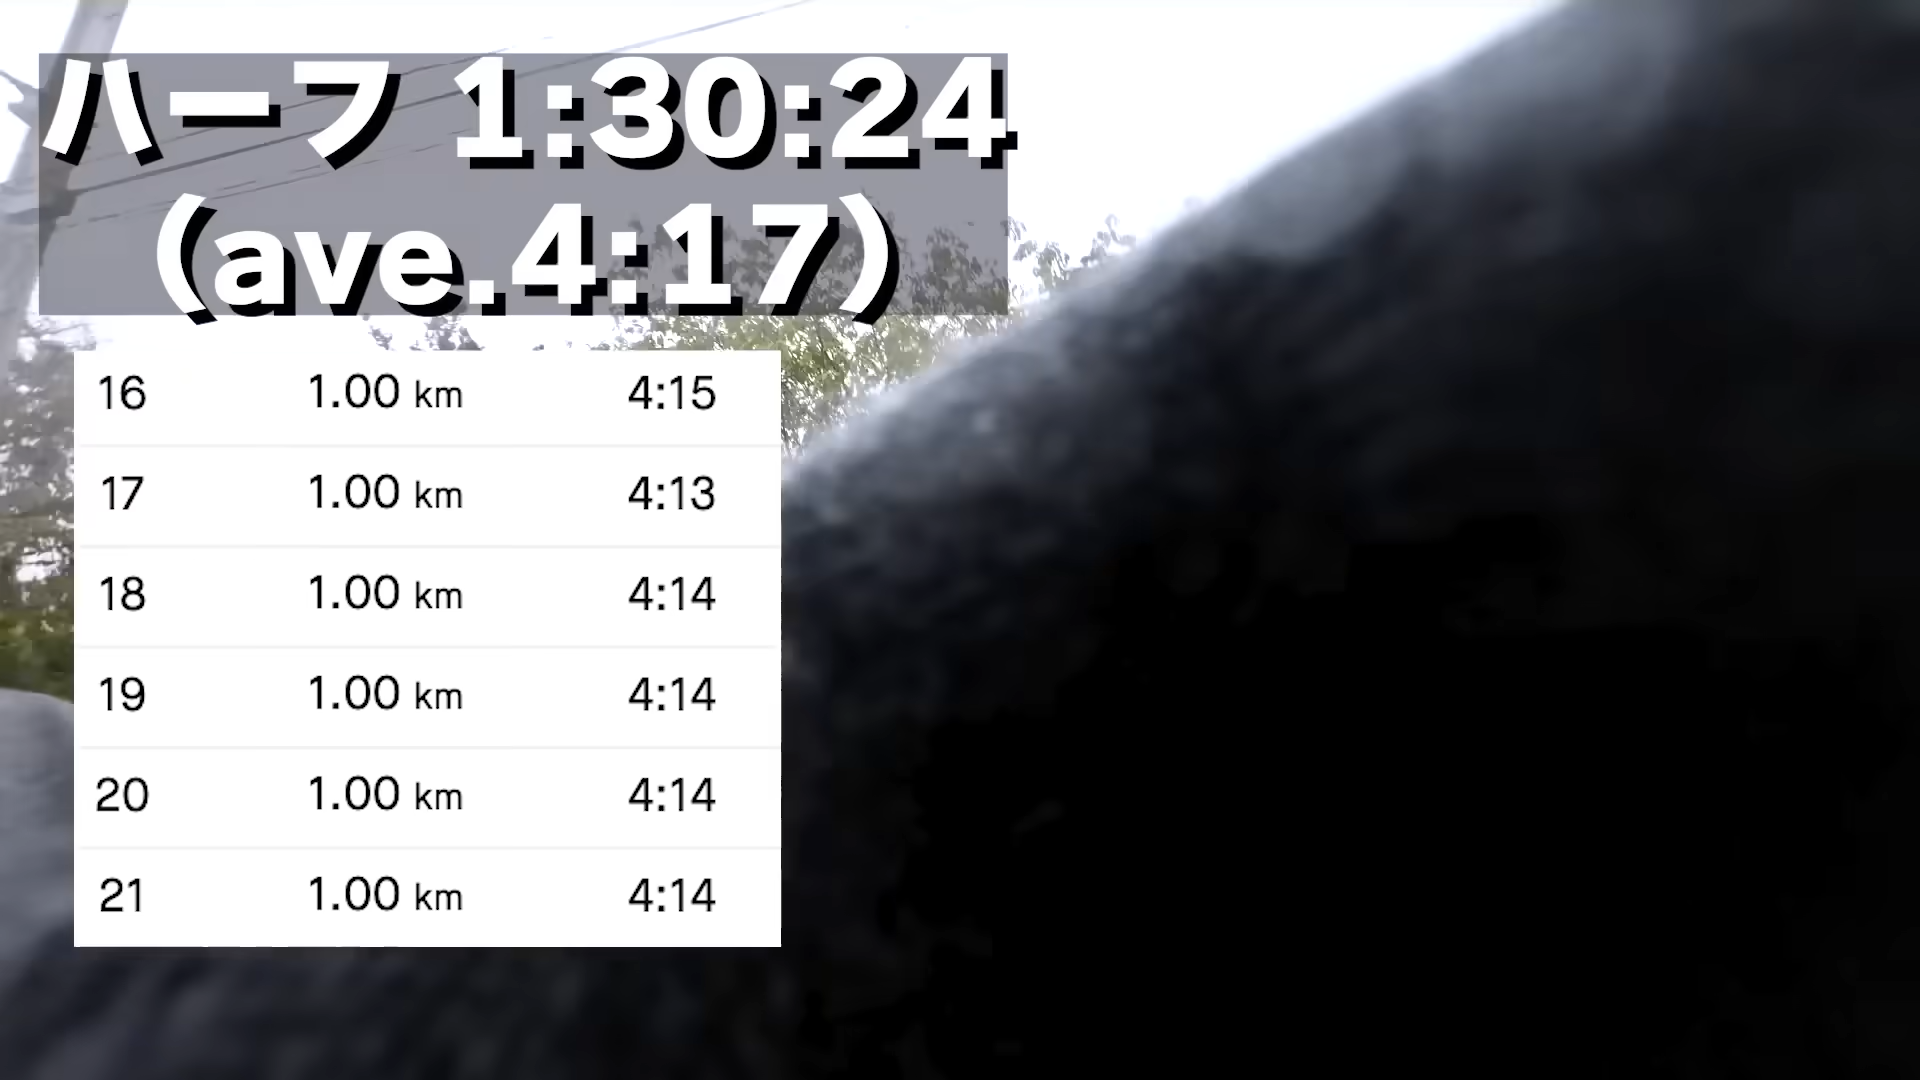 ハーフ 1:30:24
(ave.4:17)
16 1.00 km 4:15
17 1.00 km 4:13
18 1.00 km 4:14
19 1.00 km 4:14
20 1.00 km 4:14
21 1.00 km 4:14